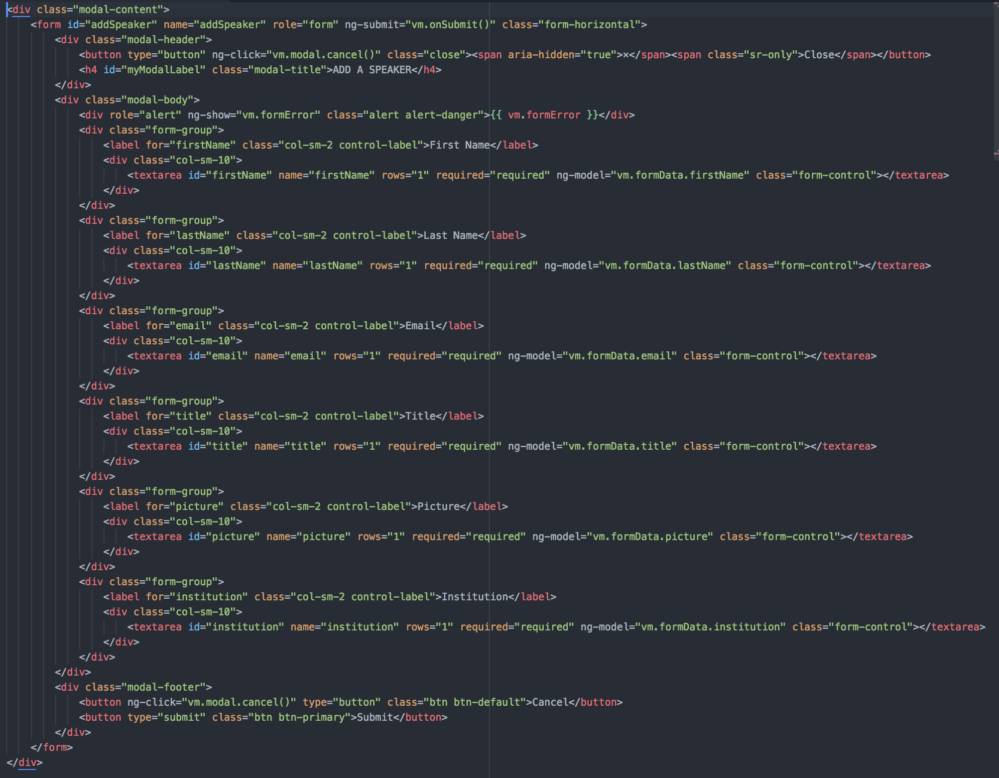 <div class="modal-content">
<form id="addSpeaker" name="addSpeaker" role="form" ng-submit="vm.onSubmit()" class="form-horizontal">
<div class="modal-header">
<button type="button" ng-click="vm.modal.cancel()" class="close"><span aria-hidden="true">×</span><span class="sr-only">Close</span></button>
<h4 id="myModalLabel" class="modal-title">ADD A SPEAKER</h4>
</div>
<div class="modal-body">
<div role="alert" ng-show="vm.formError" class="alert alert-danger">{{ vm.formError }}</div>
<div class="form-group">
<label for="firstName" class="col-sm-2 control-label">First Name</label>
<div class="col-sm-10">
<textarea id="firstName" name="firstName" rows="1" required="required" ng-model="vm.formData.firstName" class="form-control"></textarea>
</div>
</div>
<div class="form-group">
<label for="lastName" class="col-sm-2 control-label">Last Name</label>
<div class="col-sm-10">
<textarea id="lastName" name="lastName" rows="1" required="required" ng-model="vm.formData.lastName" class="form-control"></textarea>
</div>
</div>
<div class="form-group">
<label for="email" class="col-sm-2 control-label">Email</label>
<div class="col-sm-10">
<textarea id="email" name="email" rows="1" required="required" ng-model="vm.formData.email" class="form-control"></textarea>
</div>
</div>
<div class="form-group">
<label for="title" class="col-sm-2 control-label">Title</label>
<div class="col-sm-10">
<textarea id="title" name="title" rows="1" required="required" ng-model="vm.formData.title" class="form-control"></textarea>
</div>
</div>
<div class="form-group">
<label for="picture" class="col-sm-2 control-label">Picture</label>
<div class="col-sm-10">
<textarea id="picture" name="picture" rows="1" required="required" ng-model="vm.formData.picture" class="form-control"></textarea>
</div>
</div>
<div class="form-group">
<label for="institution" class="col-sm-2 control-label">Institution</label>
<div class="col-sm-10">
<textarea id="institution" name="institution" rows="1" required="required" ng-model="vm.formData.institution" class="form-control"></textarea>
</div>
</div>
</div>
<div class="modal-footer">
<button ng-click="vm.modal.cancel()" type="button" class="btn btn-default">Cancel</button>
<button type="submit" class="btn btn-primary">Submit</button>
</div>
</form>
</div>